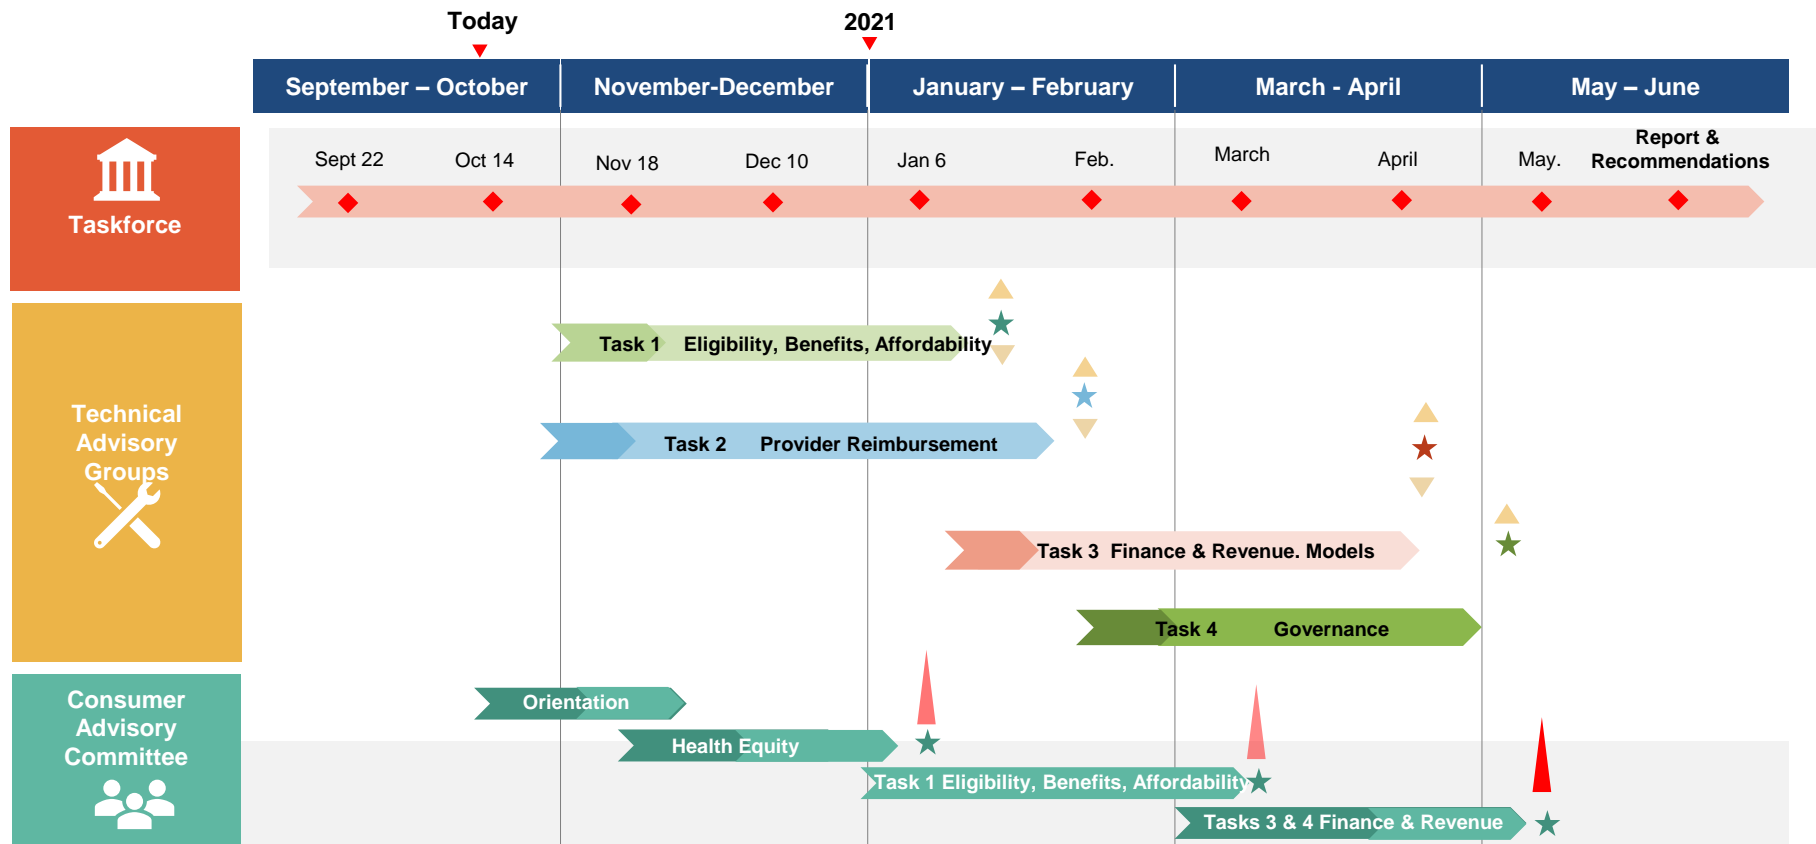 Today
2021
September – October
November-December
January – February
March - April
May – June
Taskforce
Sept 22
Oct 14
Nov 18
Dec 10
Jan 6
Feb.
March
April
May.
Report &
Recommendations
Technical
Advisory
Groups
Task 1 Eligibility, Benefits, Affordability
Task 2 Provider Reimbursement
Task 3 Finance & Revenue. Models
Task 4 Governance
Consumer
Advisory
Committee
Orientation
Health Equity
Task 1 Eligibility, Benefits, Affordability
Tasks 3 & 4 Finance & Revenue